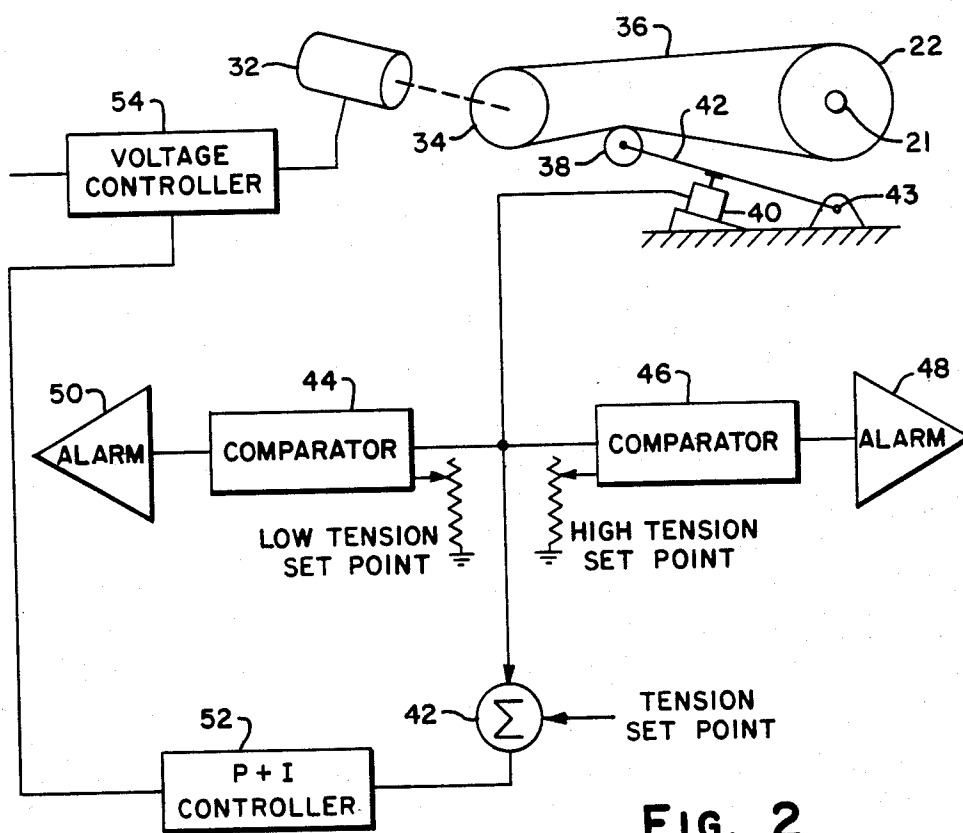 36
22
32
54
34
42
38
21
VOLTAGE
CONTROLLER
40
43
50
44
46
48
ALARM
COMPARATOR
COMPARATOR
ALARM
LOW TENSION
SET POINT
HIGH TENSION
SET POINT
42
Σ
TENSION
SET POINT
52
P + I
CONTROLLER
FIG. 2